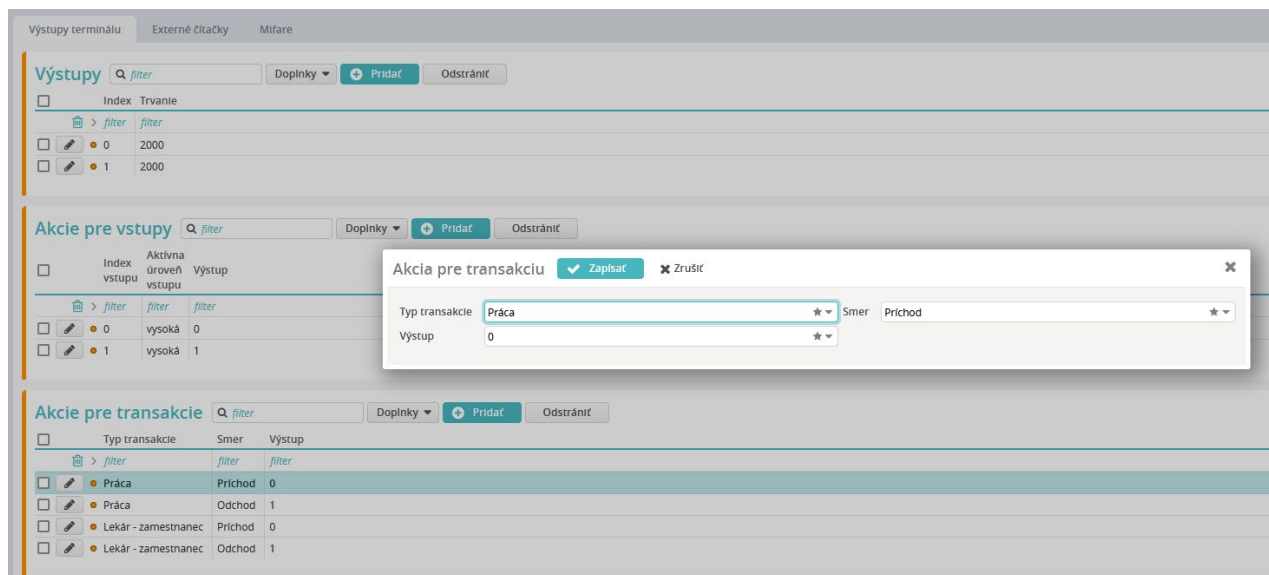 Výstupy terminálu Externé čítačky Mifare
Výstupy filter Doplnky Pridať Odstrániť
Index Trvanie
> filter filter
0 2000
1 2000
Akcie pre vstupy filter Doplnky Pridať Odstrániť
Index vstupu Aktívna úroveň vstupu Výstup
> filter filter filter
0 vysoká 0
1 vysoká 1
Akcia pre transakciu Zapísať Zrušiť
Typ transakcie Práca Smer Príchod
Výstup 0
Akcie pre transakcie filter Doplnky Pridať Odstrániť
Typ transakcie Smer Výstup
> filter filter filter
Práca Príchod 0
Práca Odchod 1
Lekár - zamestnanec Príchod 0
Lekár - zamestnanec Odchod 1